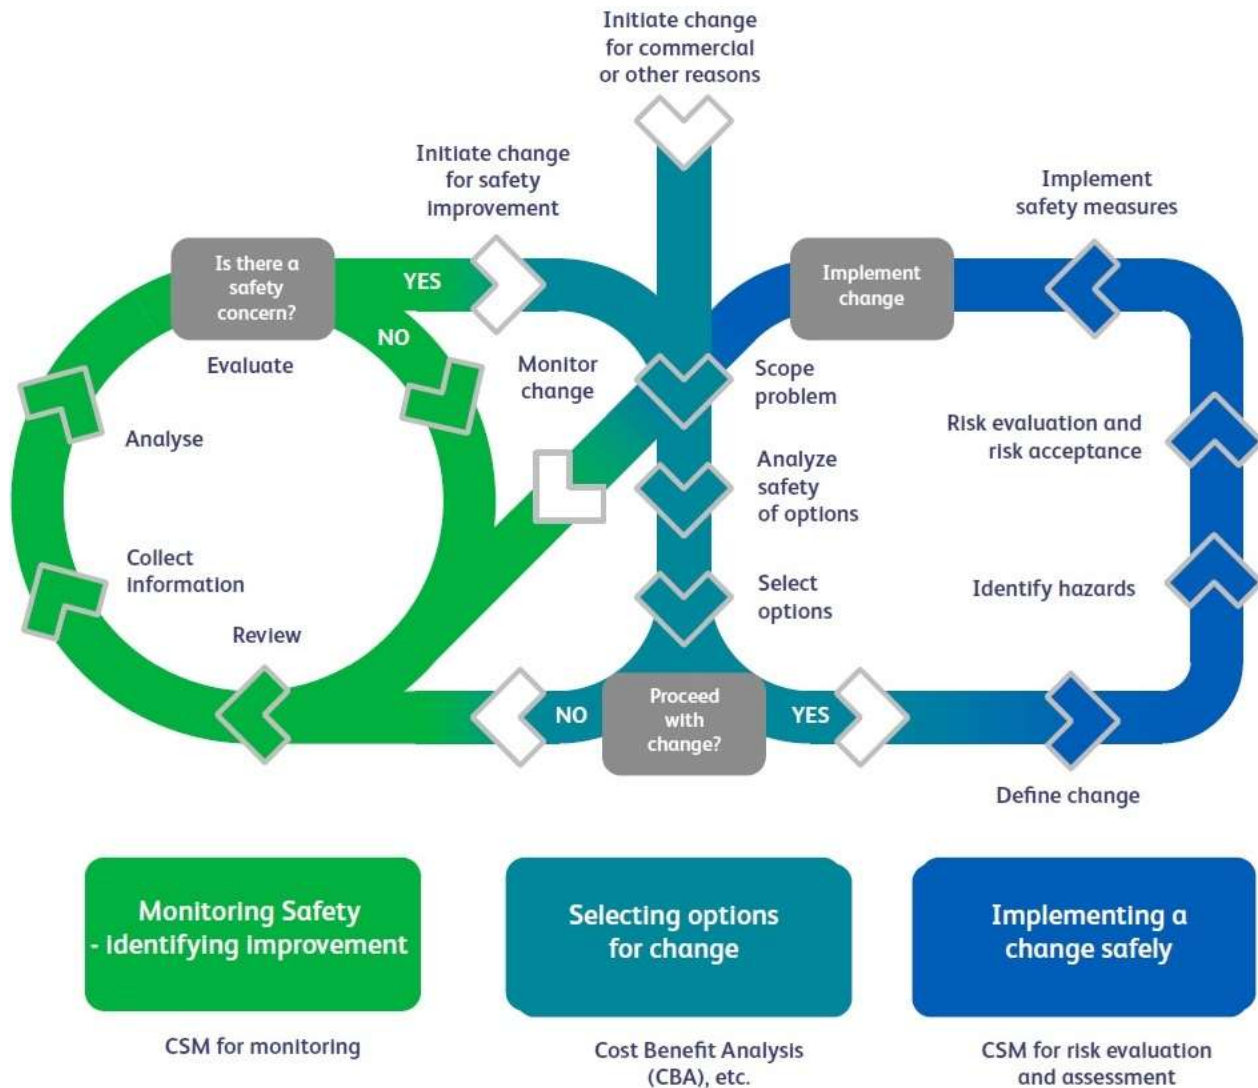 Initiate change
for commercial
or other reasons
Initiate change
for safety
improvement
Implement
safety measures
Is there a
safety
concern?
YES
NO
Implement
change
Evaluate
Monitor
change
Scope
problem
Analyse
Risk evaluation and
risk acceptance
Analyze
safety
of options
Collect
information
Select
options
Identify hazards
Review
NO
Proceed
with
change?
YES
Define change
Monitoring Safety
- identifying improvement
Selecting options
for change
Implementing a
change safely
CSM for monitoring
Cost Benefit Analysis
(CBA), etc.
CSM for risk evaluation
and assessment